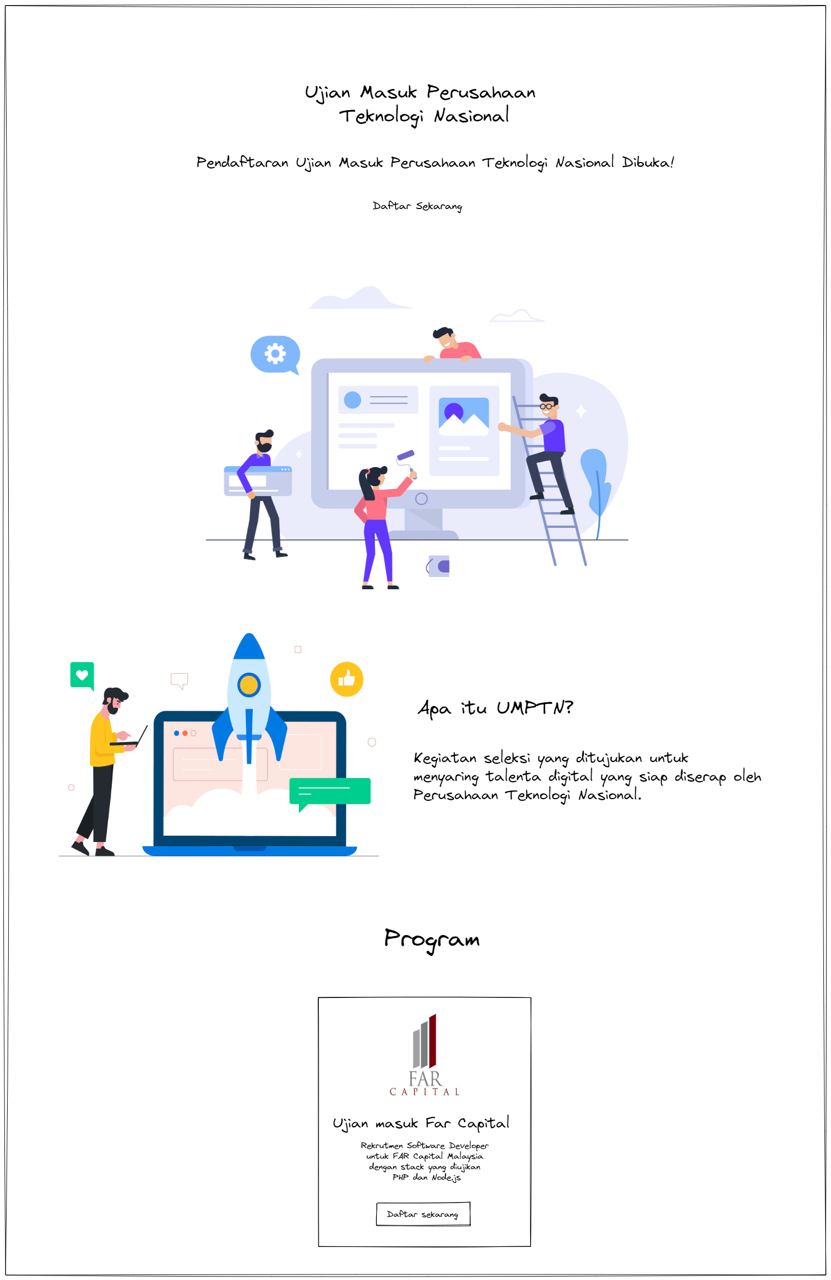 Ujian Masuk Perusahaan
Teknologi Nasional
Pendaftaran Ujian Masuk Perusahaan Teknologi Nasional Dibuka!
Daftar Sekarang
Apa itu UMPTN?
Kegiatan seleksi yang ditujukan untuk
menyaring talenta digital yang siap diserap oleh
Perusahaan Teknologi Nasional.
Program
FAR
CAPITAL
Ujian masuk Far Capital
Rekrutmen Software Developer
untuk FAR Capital Malaysia
dengan stack yang diujikan
PHP dan Node.js
Daftar sekarang